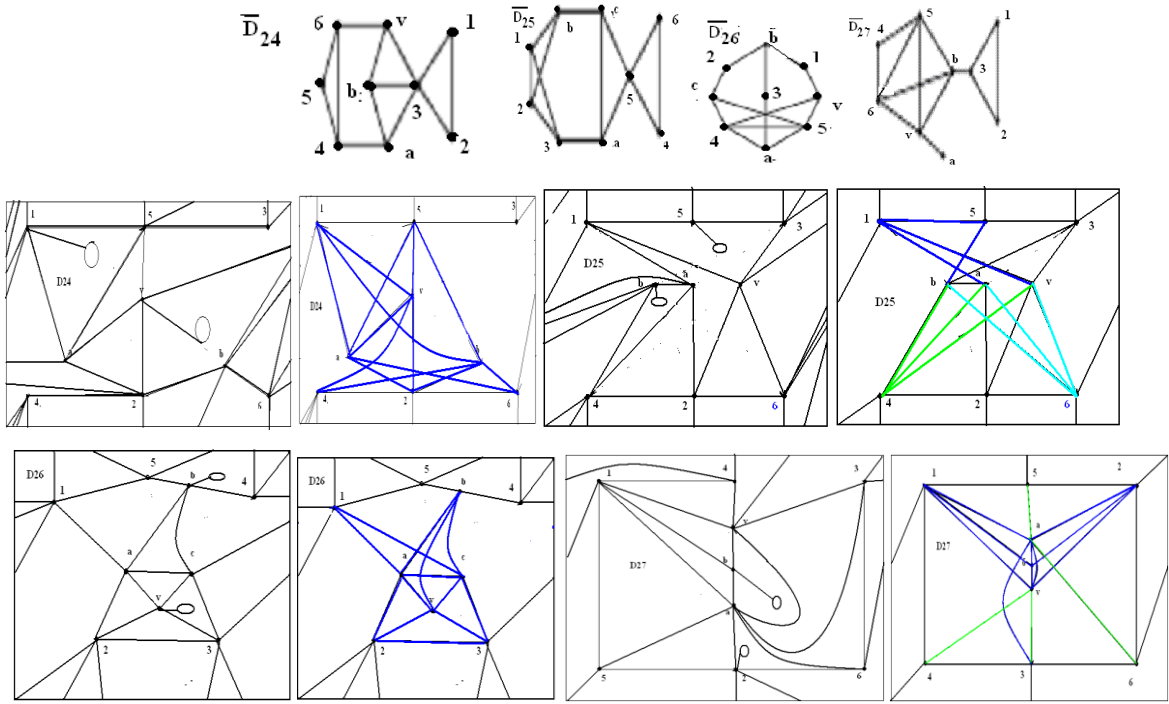 D̅24 6 v 1
5 b 3
4 a 2
D̅25 b c 6
1
2 5
3 a 4
D̅26 b
2 1
c 3 v
4 5
a
D̅27 5 1
4 b 3
6
v 2
a
1 5 3
D24
v
a b
4 2 6
1 5 3
D24
v
a b
4 2 6
1 5 3
D25
b a v
4 2 6
1 5 3
D25
b a v
4 2 6
D26 5 b 4
1
a c
v
2 3
D26 5 b 4
1
a c
v
2 3
1 4 3
v
D27 b
a
5 2 6
1 5 2
D27 a
6
v
4 3 6